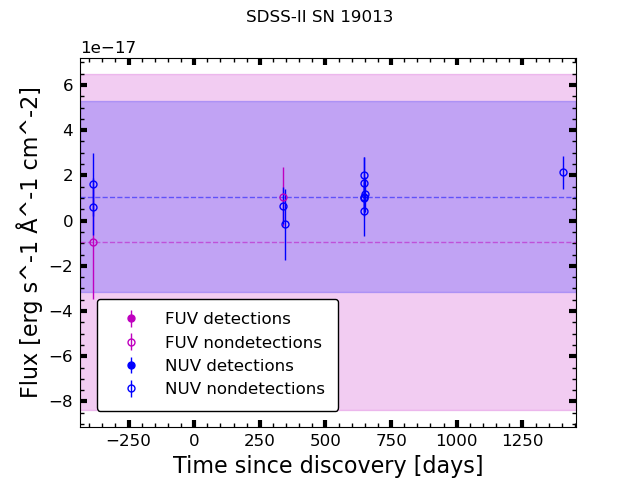 SDSS-II SN 19013
1e−17
6
4
2
0
−2
−4
−6
−8
Flux [erg s^-1 Å^-1 cm^-2]
FUV detections
FUV nondetections
NUV detections
NUV nondetections
−250 0 250 500 750 1000 1250
Time since discovery [days]